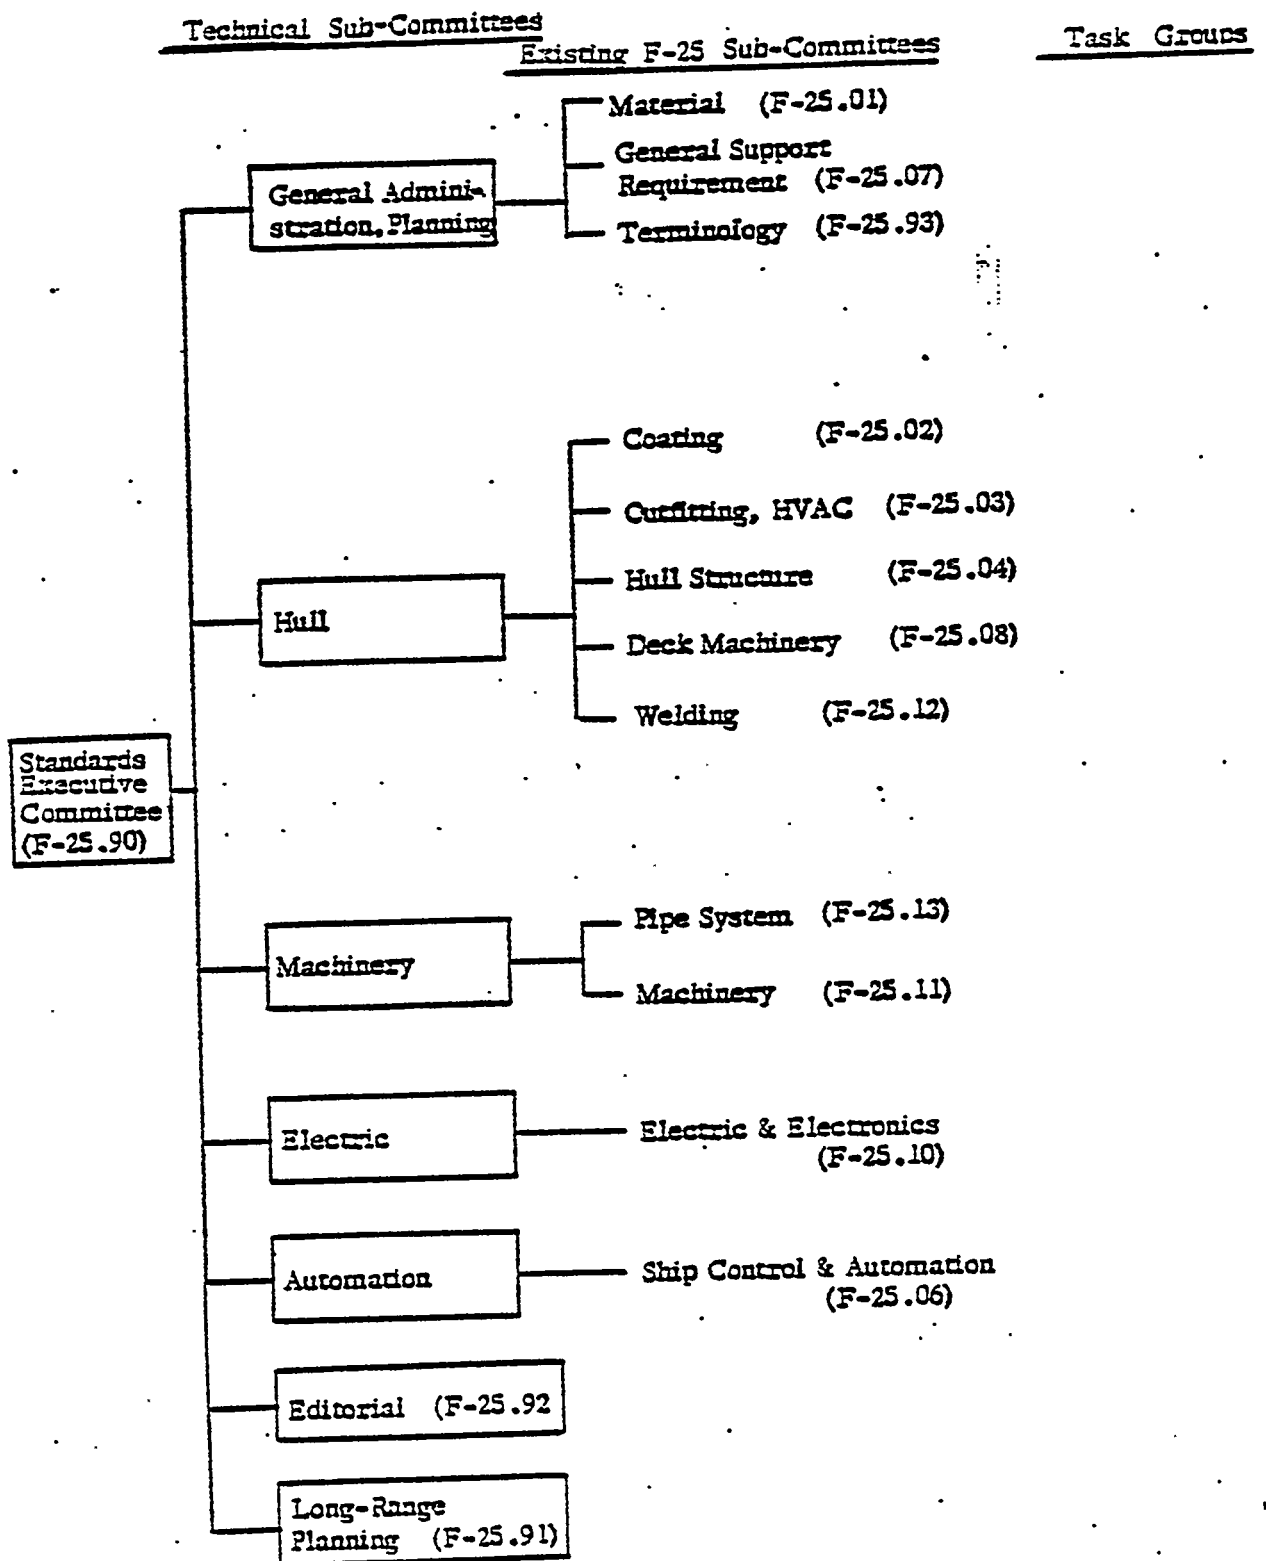 Technical Sub-Committees
Existing F-25 Sub-Committees
Task Groups
Material (F-25.01)
General Support
Requirement (F-25.07)
Terminology (F-25.93)
General Admini-
stration, Planning
Coating (F-25.02)
Outfitting, HVAC (F-25.03)
Hull Structure (F-25.04)
Deck Machinery (F-25.08)
Welding (F-25.12)
Hull
Standards
Executive
Committee
(F-25.90)
Pipe System (F-25.13)
Machinery (F-25.11)
Machinery
Electric
Electric & Electronics
(F-25.10)
Automation
Ship Control & Automation
(F-25.06)
Editorial (F-25.92
Long-Range
Planning (F-25.91)